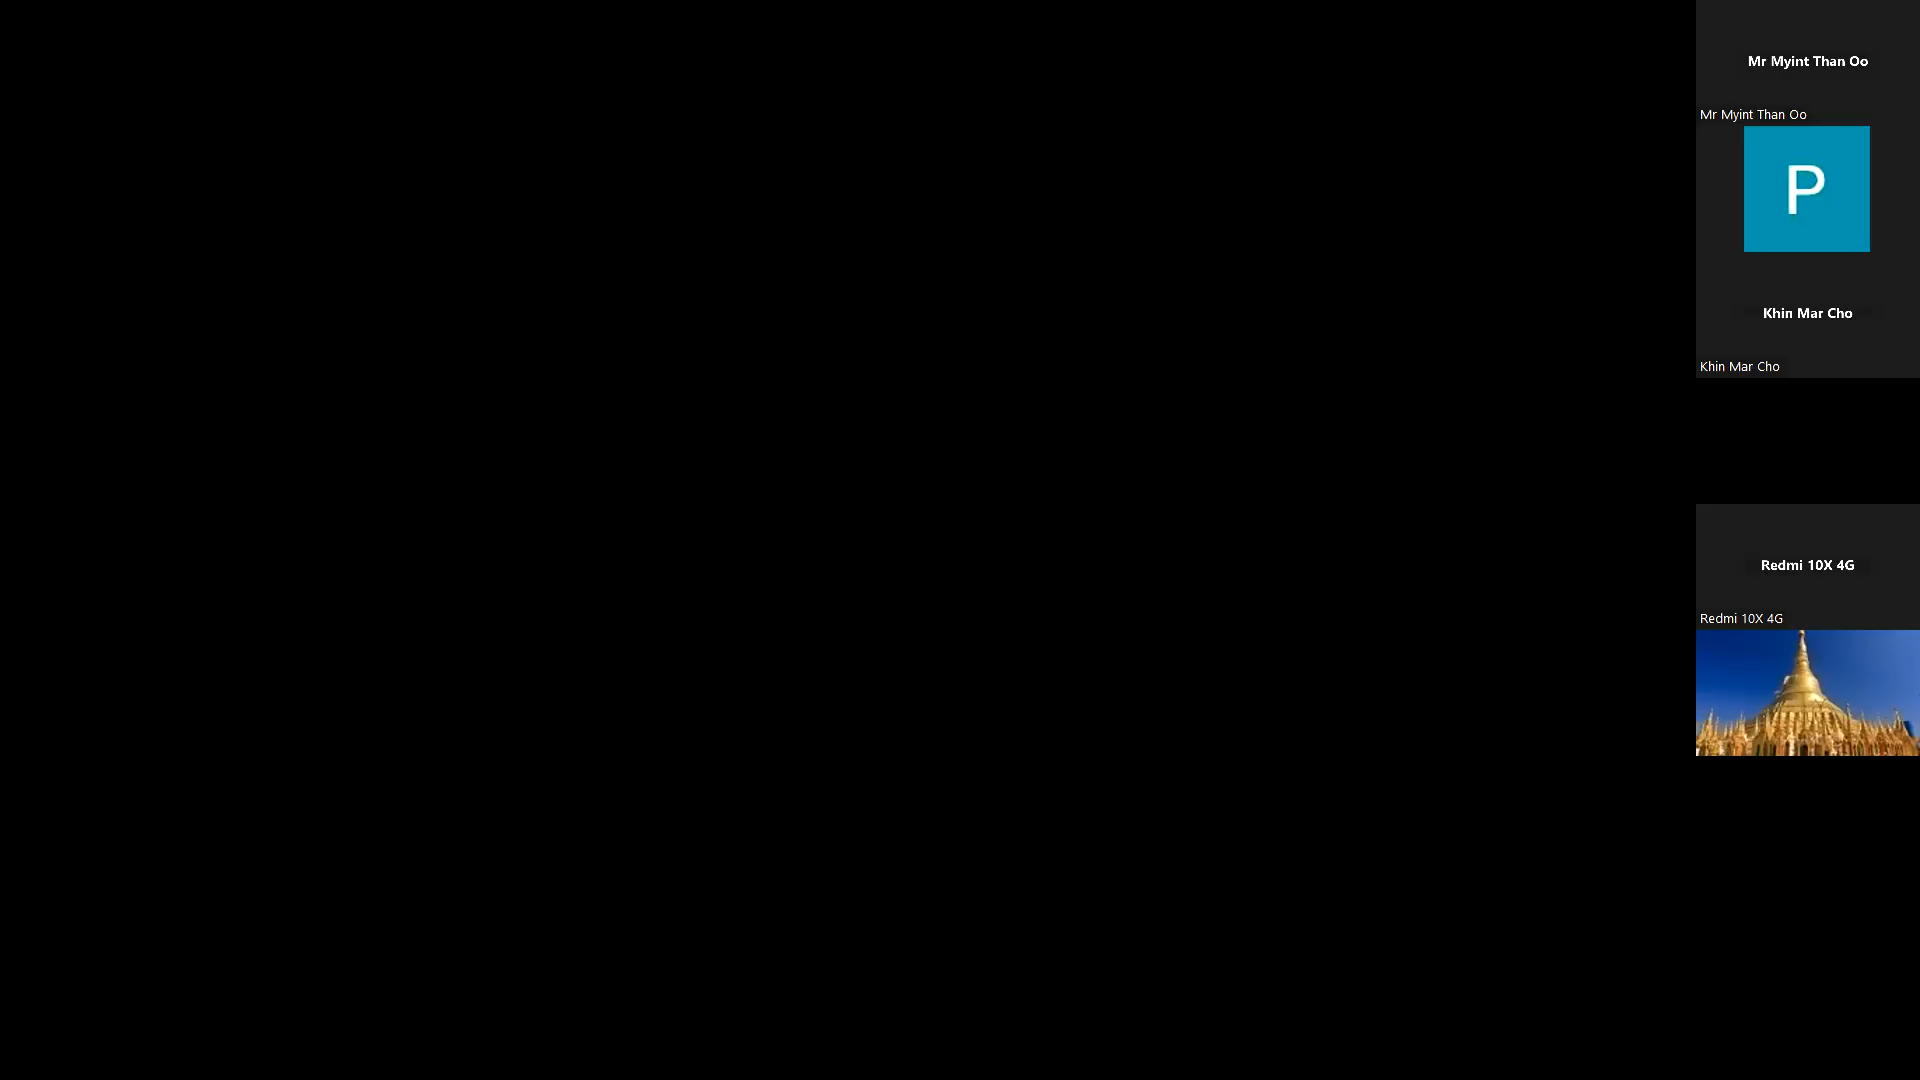 Mr Myint Than Oo
Mr Myint Than Oo
P
Khin Mar Cho
Khin Mar Cho
Redmi 10X 4G
Redmi 10X 4G